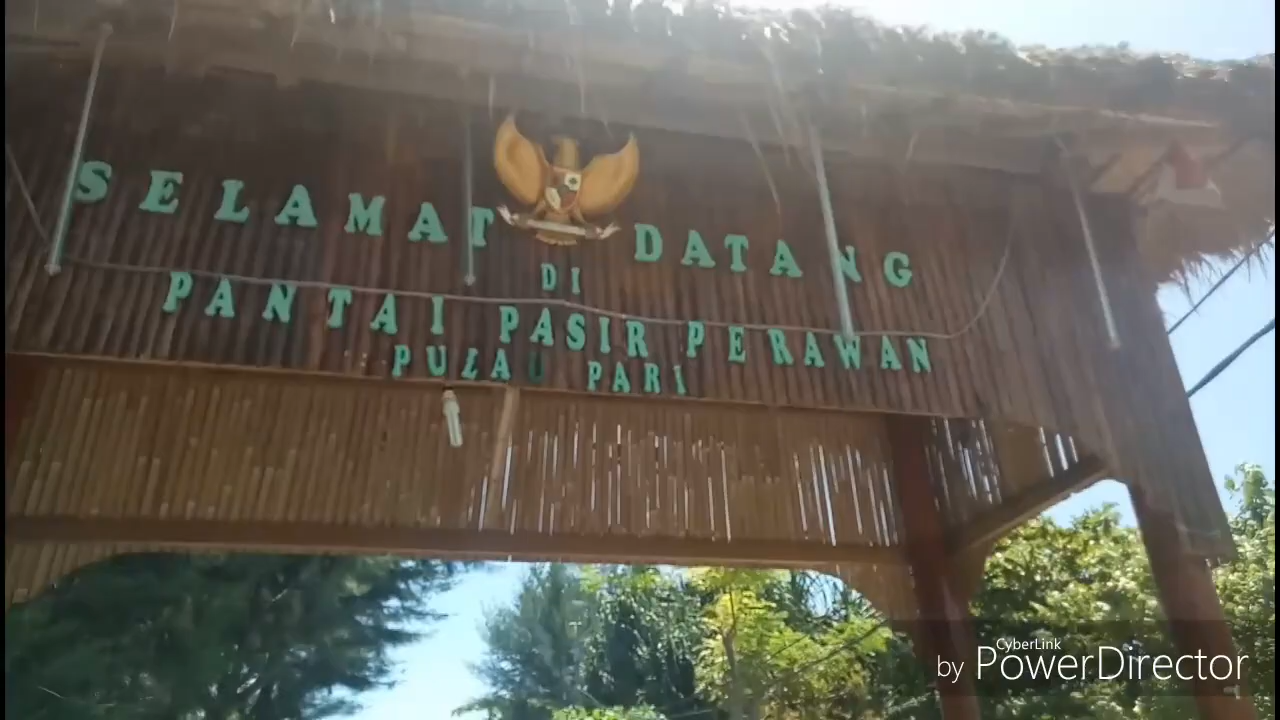 SELAMAT DATANG
DI
PANTAI PASIR PERAWAN
PULAU PARI
by CyberLink PowerDirector